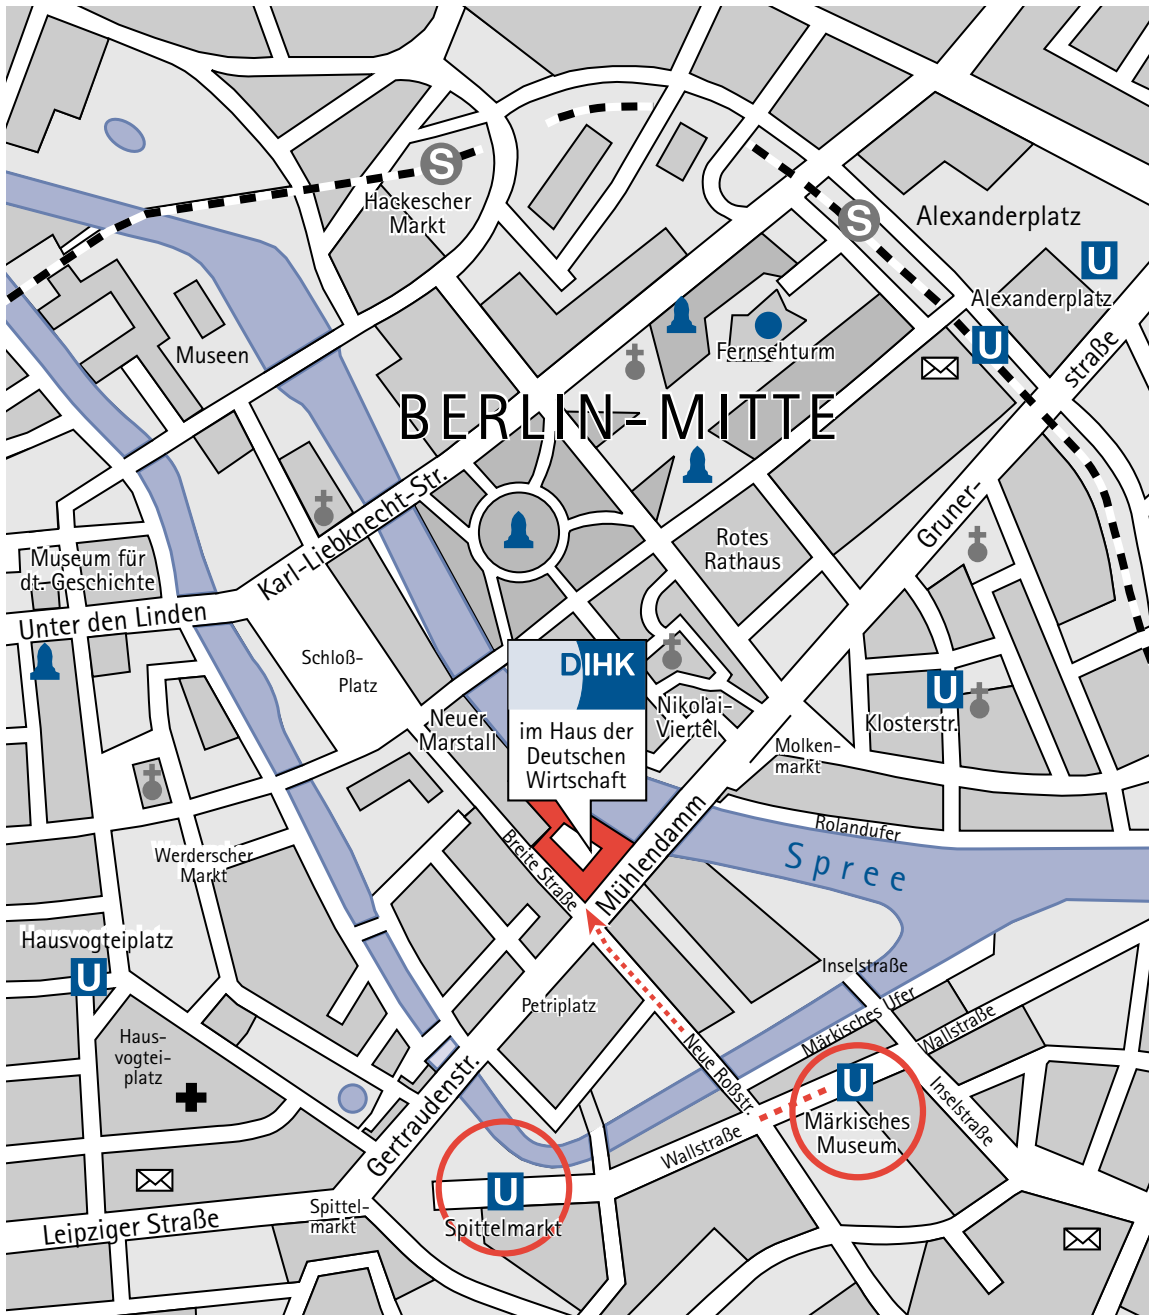 S
Hackescher
Markt
S
Alexanderplatz
U
Alexanderplatz
U
straße
Museen
Fernsehturm
BERLIN-MITTE
Karl-Liebknecht-Str.
Gruner-
Rotes
Rathaus
Museum für
dt. Geschichte
Unter den Linden
Schloß-
Platz
DIHK
im Haus der
Deutschen
Wirtschaft
Neuer
Marstall
Nikolai-
Viertel
U
Klosterstr.
Molken-
markt
Rolandufer
Spree
Mühlendamm
Breite Straße
Werderscher
Markt
Hausvogteiplatz
U
Haus-
vogtei-
platz
Petriplatz
Inselstraße
Märkisches Ufer
Wallstraße
Neue Roßstr.
U
Märkisches
Museum
Inselstraße
Wallstraße
Gertraudenstr.
U
Spittelmarkt
Spittel-
markt
Leipziger Straße